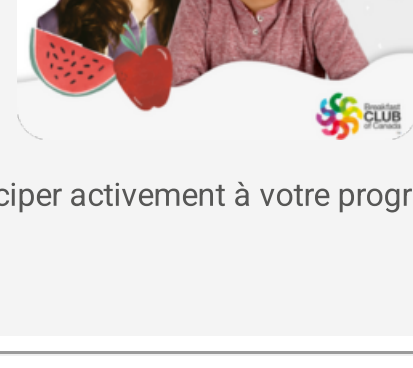 Breakfast
CLUB
of Canada
ciper activement à votre progr